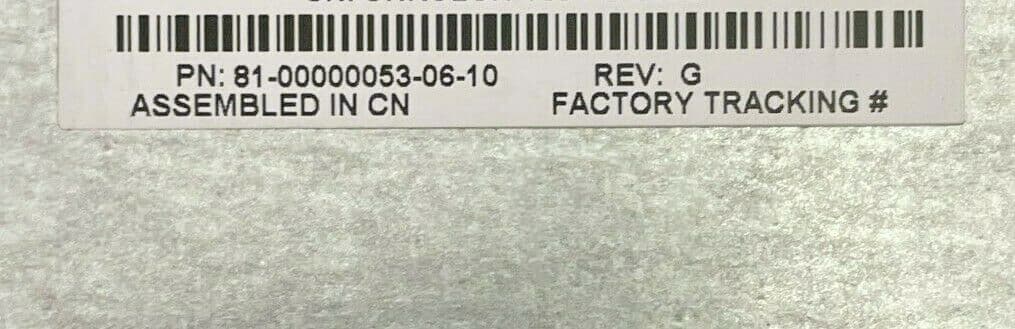 PN: 81-00000053-06-10 REV: G
ASSEMBLED IN CN FACTORY TRACKING #